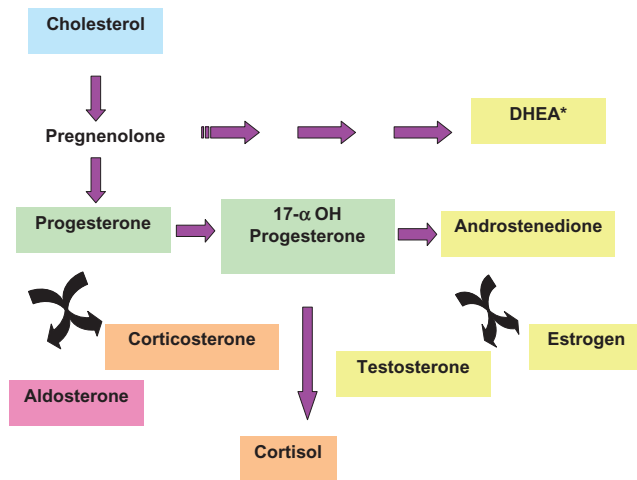 Cholesterol
Pregnenolone
DHEA*
Progesterone
17-α OH
Progesterone
Androstenedione
Corticosterone
Estrogen
Testosterone
Aldosterone
Cortisol